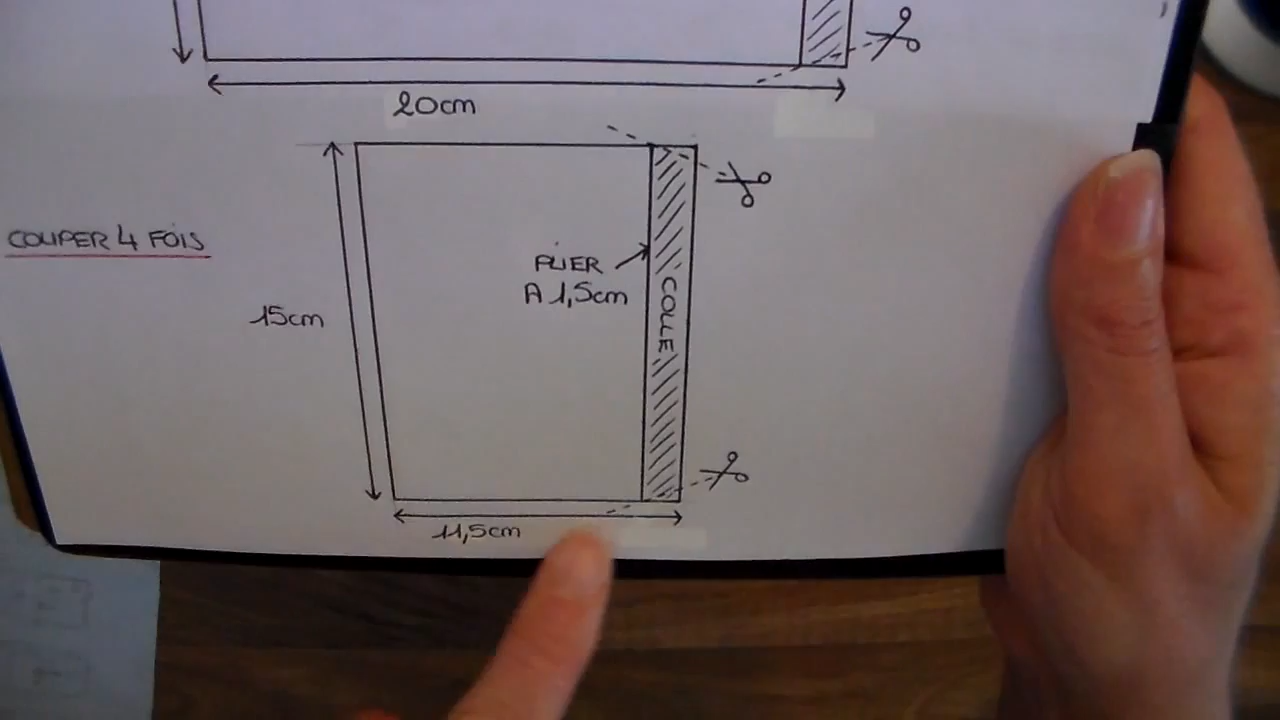 20cm
COUPER 4 FOIS
PLIER
A 1,5cm
15cm
COLLE
11,5cm